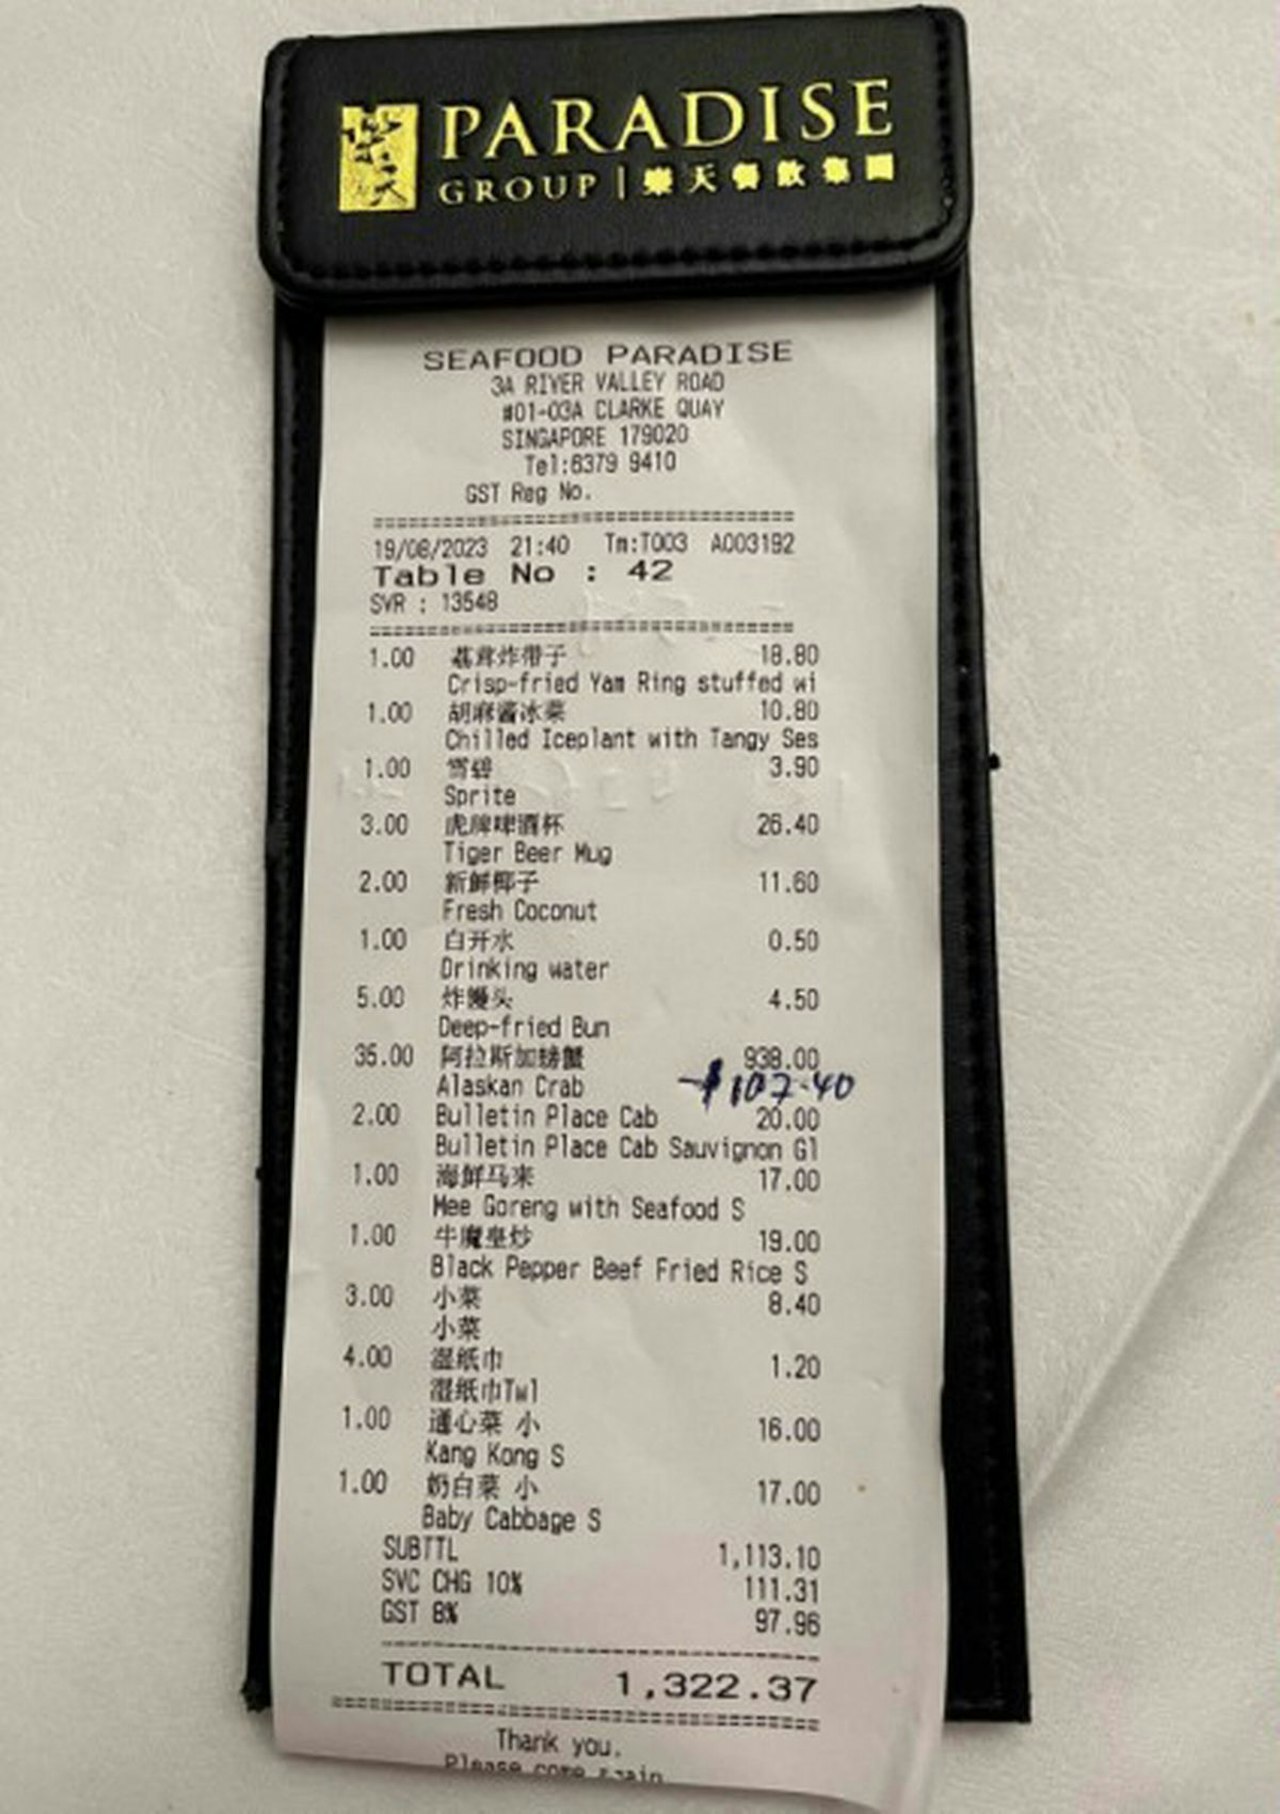 PARADISE
GROUP | 樂天餐飲集團
樂天
SEAFOOD PARADISE
3A RIVER VALLEY ROAD
#01-03A CLARKE QUAY
SINGAPORE 179020
Tel:6379 9410
GST Reg No.
19/08/2023 21:40 Tm:T003 A003192
Table No : 42
SVR : 13548
1.00 荔茸炸带子 18.80
Crisp-fried Yam Ring stuffed wi
1.00 胡麻酱冰菜 10.80
Chilled Iceplant with Tangy Ses
1.00 雪碧 3.90
Sprite
3.00 虎牌啤酒杯 26.40
Tiger Beer Mug
2.00 新鲜椰子 11.60
Fresh Coconut
1.00 白开水 0.50
Drinking water
5.00 炸馒头 4.50
Deep-fried Bun
35.00 阿拉斯加螃蟹 938.00
Alaskan Crab -$107.40
2.00 Bulletin Place Cab 20.00
Bulletin Place Cab Sauvignon Gl
1.00 海鲜马来 17.00
Mee Goreng with Seafood S
1.00 牛魔皇炒 19.00
Black Pepper Beef Fried Rice S
3.00 小菜 8.40
小菜
4.00 湿纸巾 1.20
湿纸巾Twl
1.00 通心菜 小 16.00
Kang Kong S
1.00 奶白菜 小 17.00
Baby Cabbage S
SUBTTL 1,113.10
SVC CHG 10% 111.31
GST 8% 97.96
TOTAL 1,322.37
Thank you.
Please come again